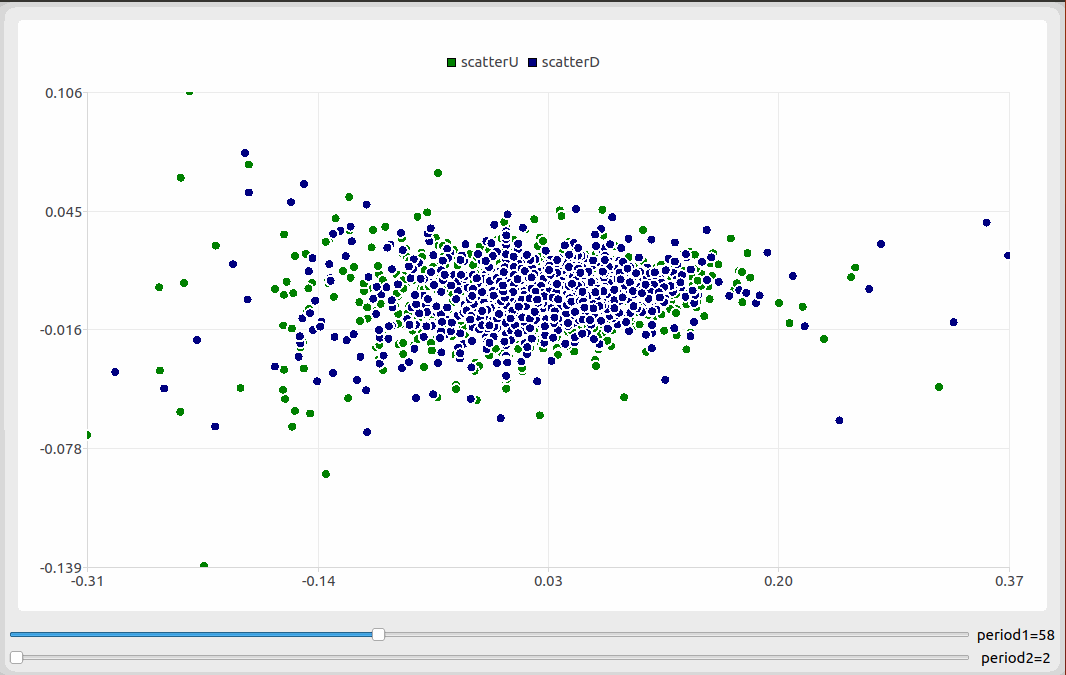 scatterU scatterD
0.106
0.045
-0.016
-0.078
-0.139
-0.31 -0.14 0.03 0.20 0.37
period1=58
period2=2